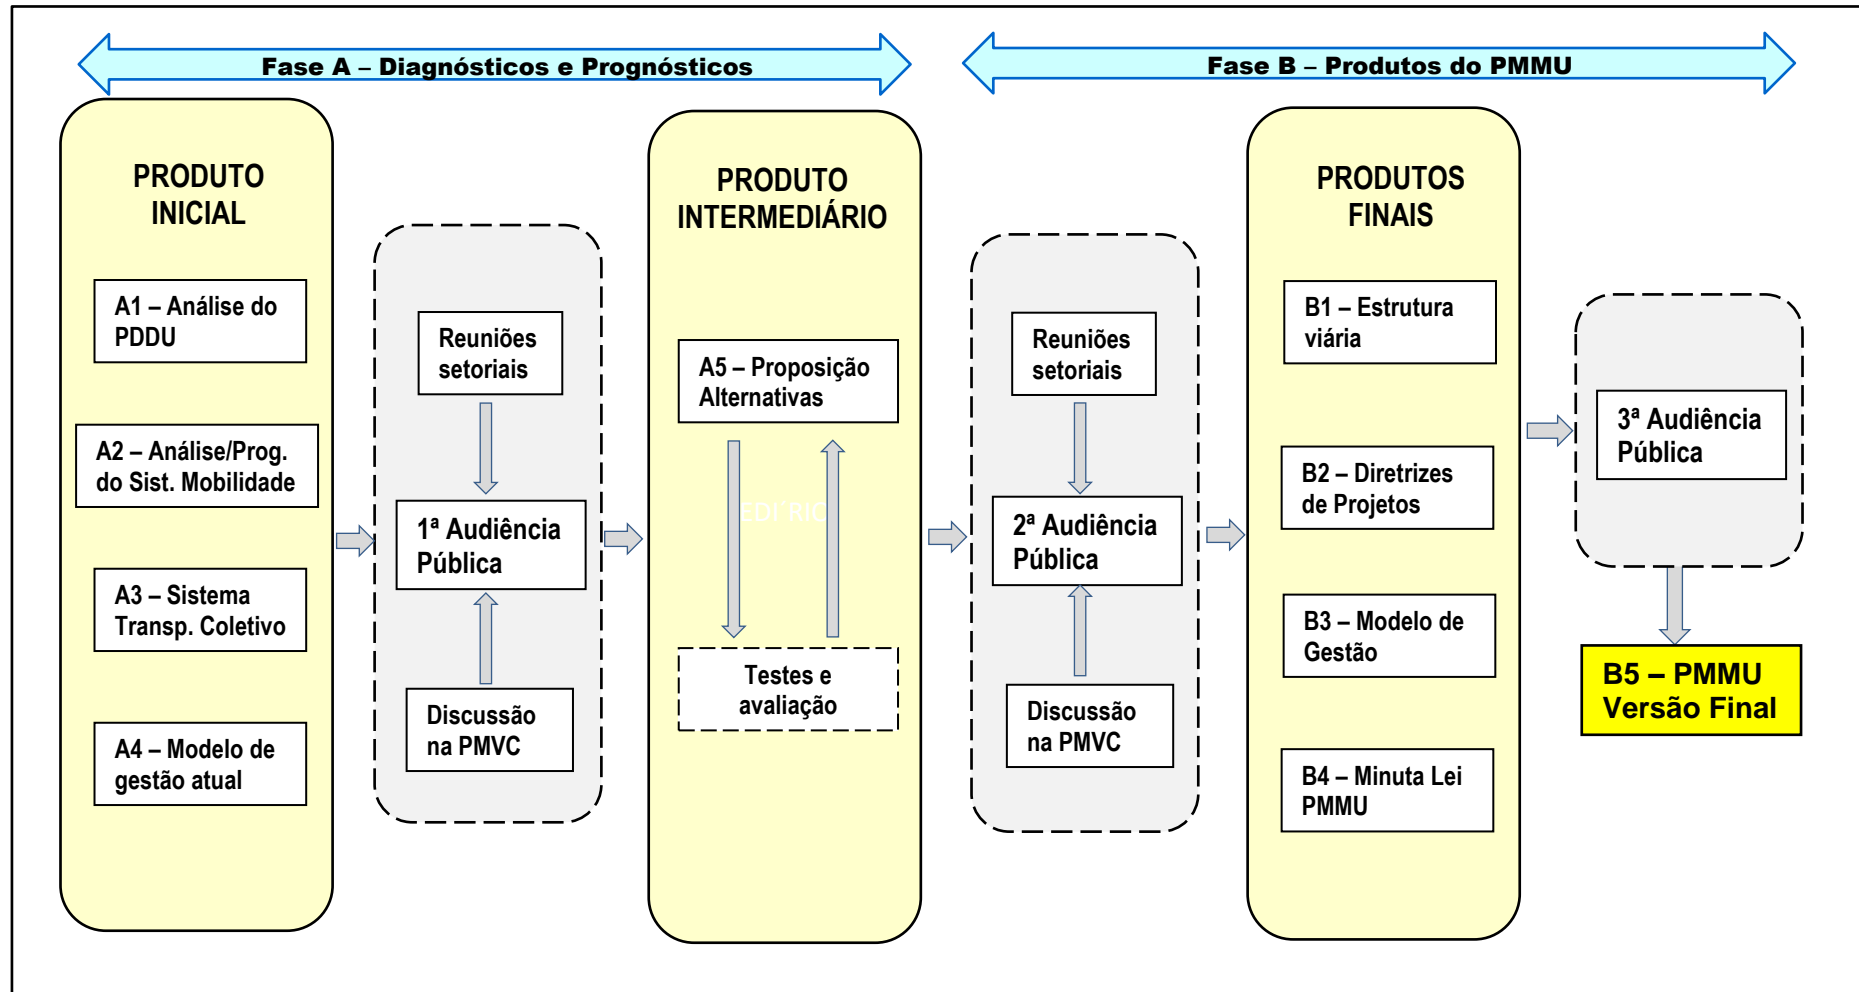 Fase A – Diagnósticos e Prognósticos
Fase B – Produtos do PMMU
PRODUTO
INICIAL
A1 – Análise do
PDDU
A2 – Análise/Prog.
do Sist. Mobilidade
A3 – Sistema
Transp. Coletivo
A4 – Modelo de
gestão atual
Reuniões
setoriais
1ª Audiência
Pública
Discussão
na PMVC
PRODUTO
INTERMEDIÁRIO
A5 – Proposição
Alternativas
Testes e
avaliação
Reuniões
setoriais
2ª Audiência
Pública
Discussão
na PMVC
PRODUTOS
FINAIS
B1 – Estrutura
viária
B2 – Diretrizes
de Projetos
B3 – Modelo de
Gestão
B4 – Minuta Lei
PMMU
3ª Audiência
Pública
B5 – PMMU
Versão Final